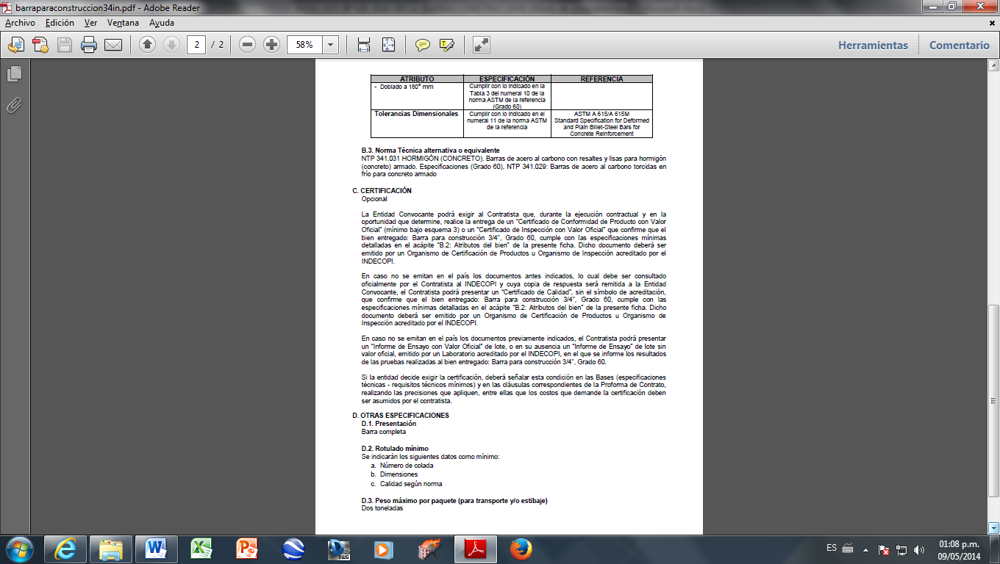 barraparaconstruccion34in.pdf - Adobe Reader
Archivo Edición Ver Ventana Ayuda
2 / 2 58% Herramientas Comentario
ATRIBUTO ESPECIFICACIÓN REFERENCIA
- Doblado a 180° mm
Cumplir con lo indicado en la
Tabla 3 del numeral 10 de la
norma ASTM de la referencia
(Grado 60)
Tolerancias Dimensionales
Cumplir con lo indicado en el
numeral 11 de la norma ASTM
de la referencia
ASTM A 615/A 615M
Standard Specification for Deformed
and Plain Billet-Steel Bars for
Concrete Reinforcement
B.3. Norma Técnica alternativa o equivalente
NTP 341.031 HORMIGÓN (CONCRETO). Barras de acero al carbono con resaltes y lisas para hormigón
(concreto) armado. Especificaciones (Grado 60), NTP 341.029: Barras de acero al carbono torcidas en
frío para concreto armado
C. CERTIFICACIÓN
Opcional
La Entidad Convocante podrá exigir al Contratista que, durante la ejecución contractual y en la
oportunidad que determine, realice la entrega de un “Certificado de Conformidad de Producto con Valor
Oficial” (mínimo bajo esquema 3) o un “Certificado de Inspección con Valor Oficial” que confirme que el
bien entregado: Barra para construcción 3/4”, Grado 60, cumple con las especificaciones mínimas
detalladas en el acápite “B.2: Atributos del bien” de la presente ficha. Dicho documento deberá ser
emitido por un Organismo de Certificación de Productos u Organismo de Inspección acreditado por el
INDECOPI.
En caso no se emitan en el país los documentos antes indicados, lo cual debe ser consultado
oficialmente por el Contratista al INDECOPI y cuya copia de respuesta será remitida a la Entidad
Convocante, el Contratista podrá presentar un “Certificado de Calidad”, sin el símbolo de acreditación,
que confirme que el bien entregado: Barra para construcción 3/4”, Grado 60, cumple con las
especificaciones mínimas detalladas en el acápite “B.2: Atributos del bien” de la presente ficha. Dicho
documento deberá ser emitido por un Organismo de Certificación de Productos u Organismo de
Inspección acreditado por el INDECOPI.
En caso no se emitan en el país los documentos previamente indicados, el Contratista podrá presentar
un “Informe de Ensayo con Valor Oficial” de lote, o en su ausencia un “Informe de Ensayo” de lote sin
valor oficial, emitido por un Laboratorio acreditado por el INDECOPI, en el que se informe los resultados
de las pruebas realizadas al bien entregado: Barra para construcción 3/4”, Grado 60.
Si la entidad decide exigir la certificación, deberá señalar esta condición en las Bases (especificaciones
técnicas - requisitos técnicos mínimos) y en las cláusulas correspondientes de la Proforma de Contrato,
realizando las precisiones que apliquen, entre ellas que los costos que demande la certificación deben
ser asumidos por el contratista.
D. OTRAS ESPECIFICACIONES
D.1. Presentación
Barra completa
D.2. Rotulado mínimo
Se indicarán los siguientes datos como mínimo:
a. Número de colada
b. Dimensiones
c. Calidad según norma
D.3. Peso máximo por paquete (para transporte y/o estibaje)
Dos toneladas
DWG
ES
01:08 p.m.
09/05/2014